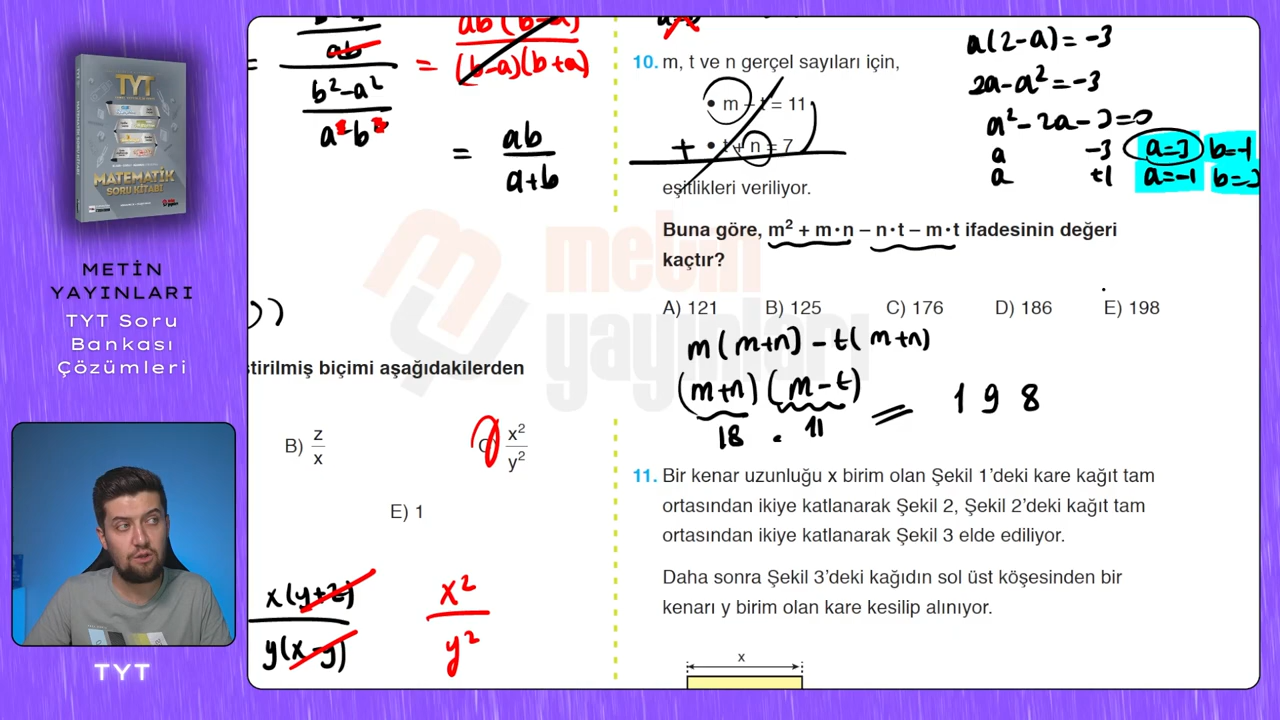 TYT
MATEMATİK
SORU KİTABI
METİN
YAYINLARI
TYT Soru
Bankası
Çözümleri
TYT
ab
b²-a²
a² b²
=
ab(b-a)
(b-a)(b+a)
= ab
a+b
ştirilmiş biçimi aşağıdakilerden
B) z/x
C) x²/y²
E) 1
x(y+z)
y(x-y)
x²
y²
metin
yayınları
10. m, t ve n gerçel sayıları için,
• m – t = 11
+ • t + n = 7
eşitlikleri veriliyor.
Buna göre, m² + m·n – n·t – m·t ifadesinin değeri
kaçtır?
A) 121 B) 125 C) 176 D) 186 E) 198
m(m+n) - t(m+n)
(m+n)(m-t) = 198
18 . 11
a(2-a) = -3
2a-a² = -3
a²-2a-3=0
a -3 a=3 b=-1
a +1 a=-1 b=3
11. Bir kenar uzunluğu x birim olan Şekil 1'deki kare kağıt tam
ortasından ikiye katlanarak Şekil 2, Şekil 2'deki kağıt tam
ortasından ikiye katlanarak Şekil 3 elde ediliyor.
Daha sonra Şekil 3'deki kağıdın sol üst köşesinden bir
kenarı y birim olan kare kesilip alınıyor.
x